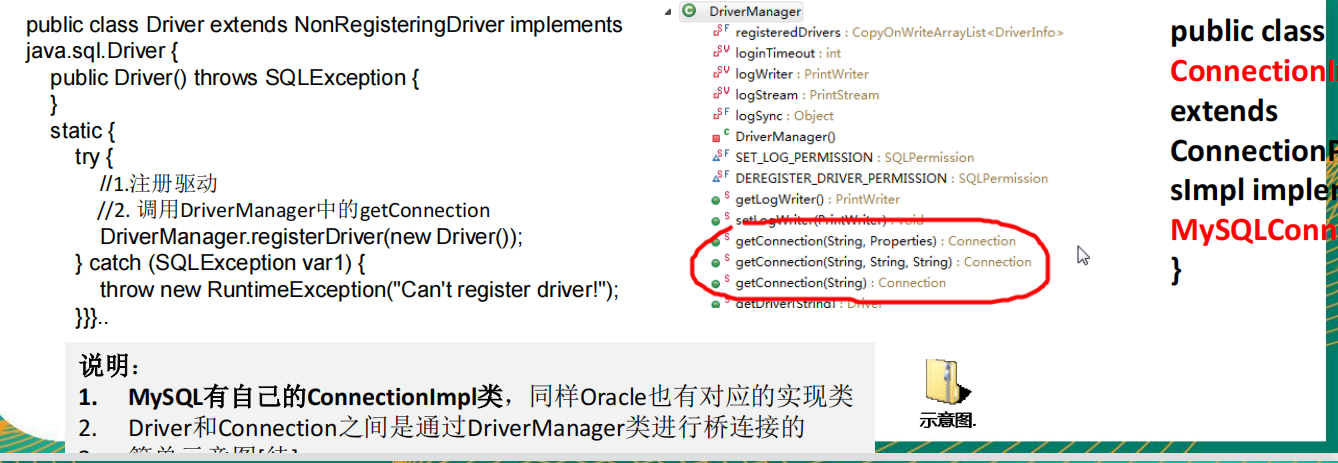 public class Driver extends NonRegisteringDriver implements
java.sql.Driver {
public Driver() throws SQLException {
}
static {
try {
//1.注册驱动
//2. 调用DriverManager中的getConnection
DriverManager.registerDriver(new Driver());
} catch (SQLException var1) {
throw new RuntimeException("Can't register driver!");
}}}..
DriverManager
registeredDrivers : CopyOnWriteArrayList<DriverInfo>
loginTimeout : int
logWriter : PrintWriter
logStream : PrintStream
logSync : Object
DriverManager()
SET_LOG_PERMISSION : SQLPermission
DEREGISTER_DRIVER_PERMISSION : SQLPermission
getLogWriter() : PrintWriter
setLogWriter(PrintWriter) : void
getConnection(String, Properties) : Connection
getConnection(String, String, String) : Connection
getConnection(String) : Connection
getDriver(String) : Driver
public class
ConnectionI
extends
ConnectionP
sImpl imple
MySQLConn
}
说明：
1. MySQL有自己的ConnectionImpl类，同样Oracle也有对应的实现类
2. Driver和Connection之间是通过DriverManager类进行桥连接的
示意图.